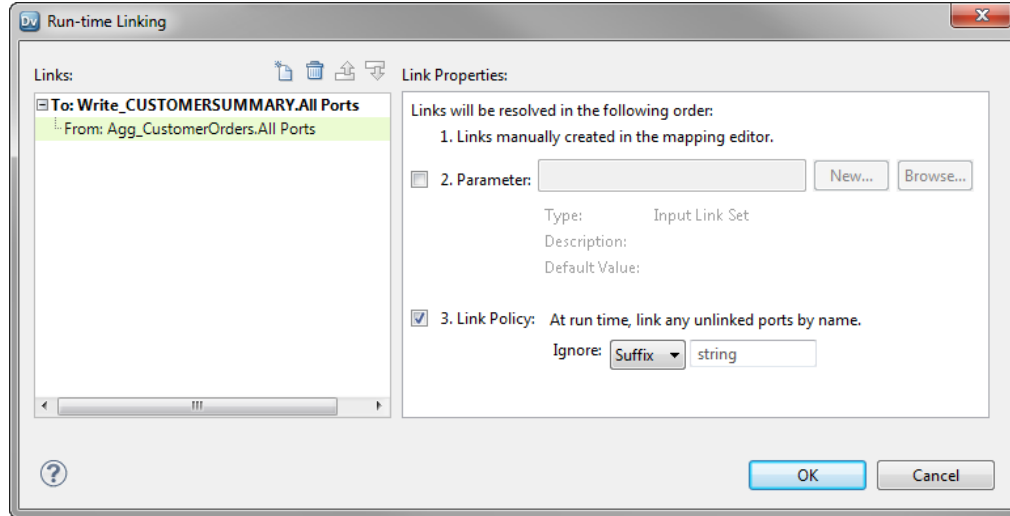 Dv Run-time Linking
Links:
To: Write_CUSTOMERSUMMARY.All Ports
From: Agg_CustomerOrders.All Ports
Link Properties:
Links will be resolved in the following order:
1. Links manually created in the mapping editor.
2. Parameter:
New... Browse...
Type: Input Link Set
Description:
Default Value:
3. Link Policy: At run time, link any unlinked ports by name.
Ignore: Suffix string
?
OK Cancel